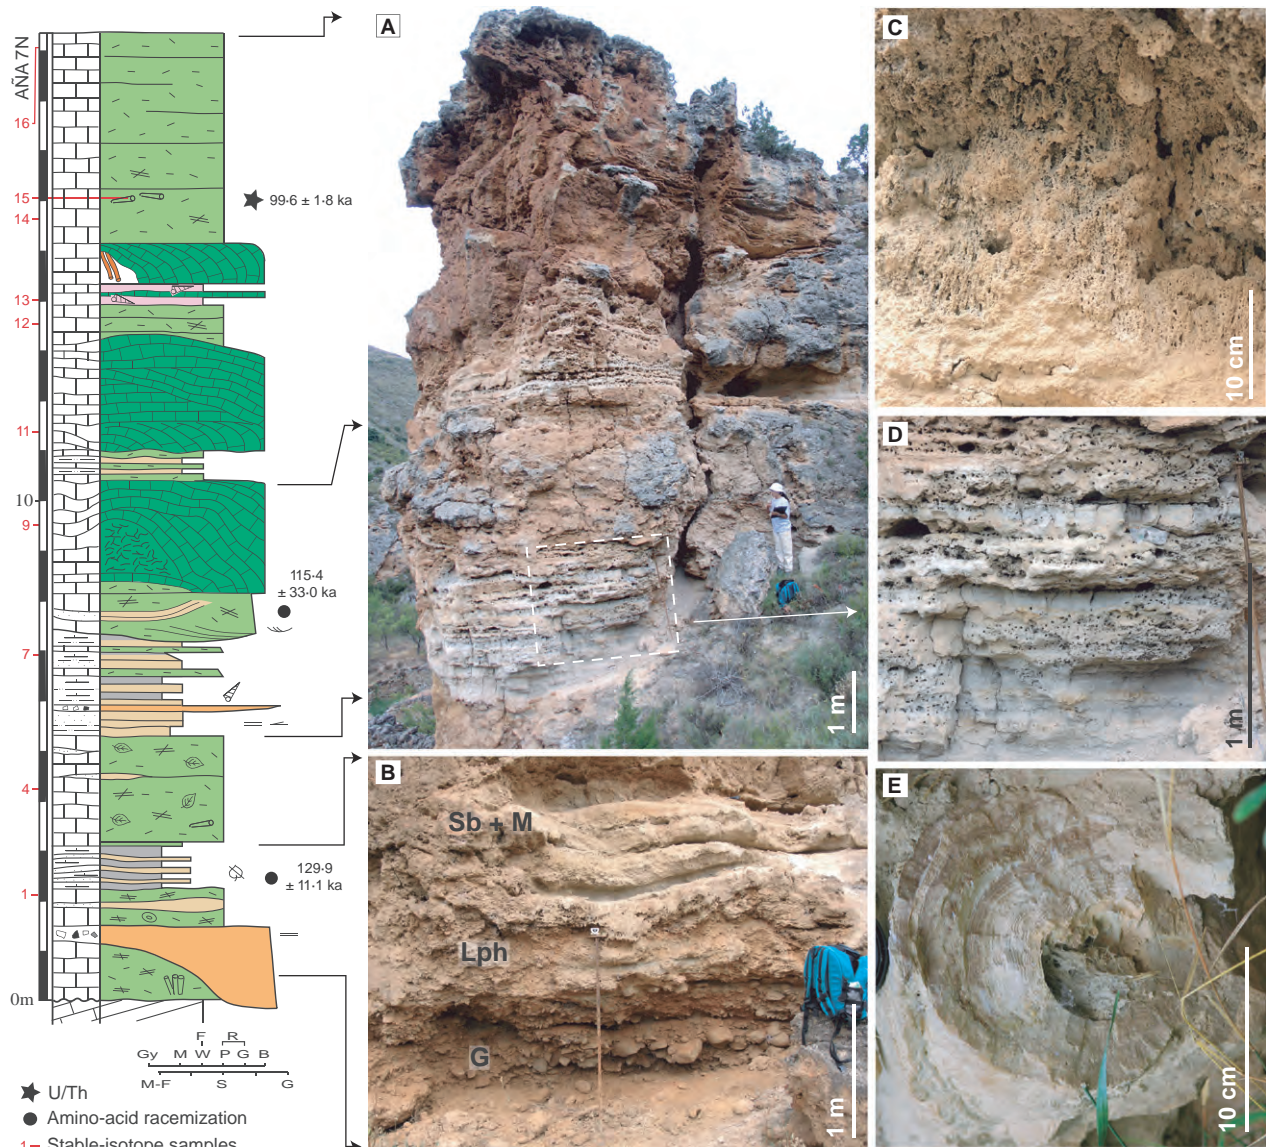 AÑA 7N
16
15
14
13
12
11
10
9
7
4
1
0m
99·6 ± 1·8 ka
115·4
± 33·0 ka
129·9
± 11·1 ka
F R
Gy M W P G B
M-F S G
U/Th
Amino-acid racemization
1 Stable-isotope samples
A
1 m
B
Sb + M
Lph
G
1 m
C
10 cm
D
1 m
E
10 cm